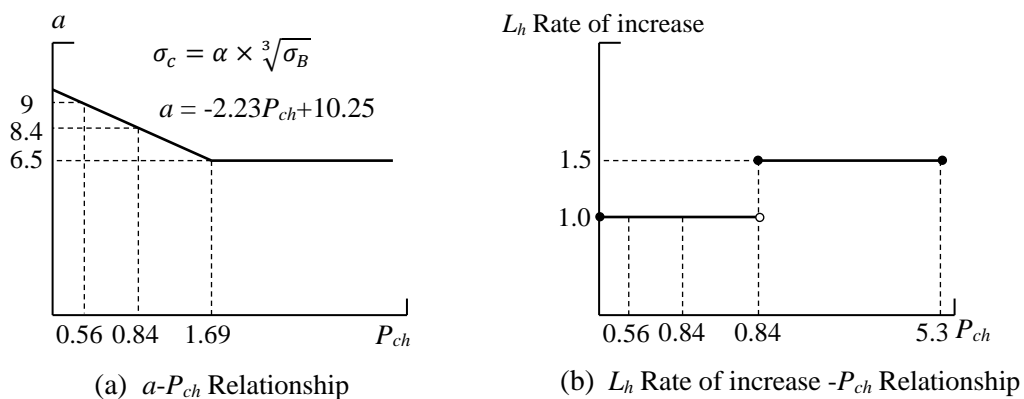 a
σc = α × ∛σB
a = -2.23Pch+10.25
9
8.4
6.5
0.56 0.84 1.69 Pch
(a) a-Pch Relationship
Lh Rate of increase
1.5
1.0
0.56 0.84 0.84 5.3 Pch
(b) Lh Rate of increase -Pch Relationship